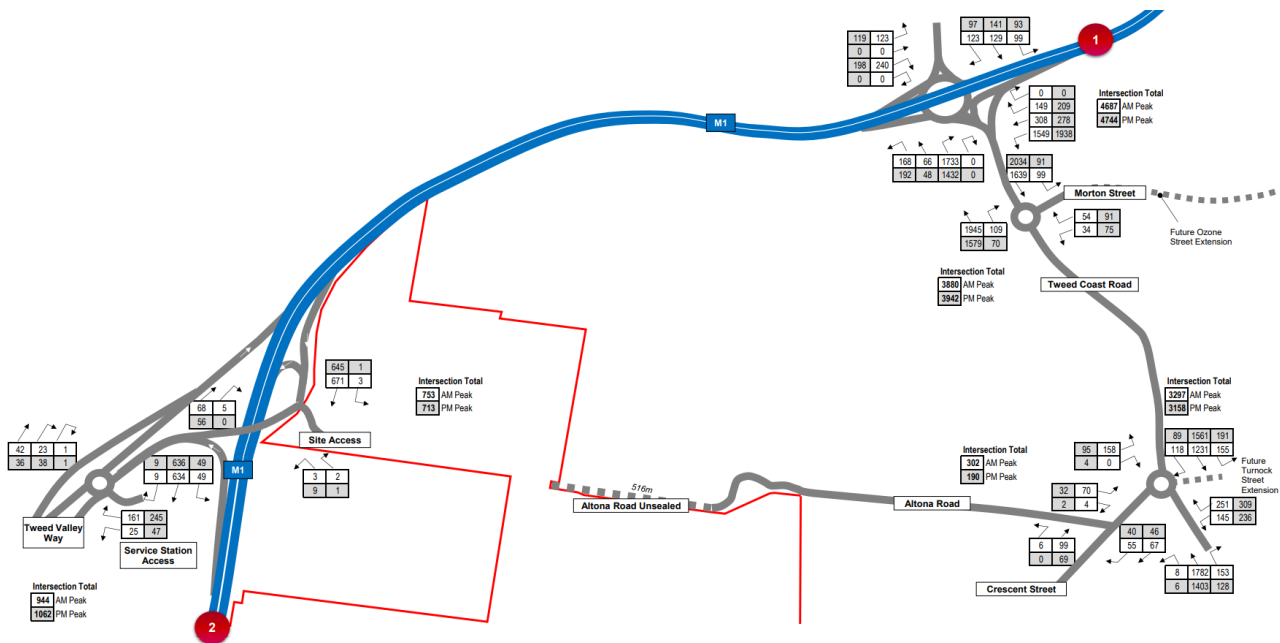 97 141 93
123 129 99
1
119 123
0 0
198 240
0 0
0 0
149 209
308 278
1549 1938
Intersection Total
4687 AM Peak
4744 PM Peak
M1
168 66 1733 0
192 48 1432 0
2034 91
1639 99
Morton Street
54 91
34 75
Future Ozone
Street Extension
1945 109
1579 70
Intersection Total
3880 AM Peak
3942 PM Peak
Tweed Coast Road
645 1
671 3
Intersection Total
753 AM Peak
713 PM Peak
68 5
56 0
Site Access
Intersection Total
3297 AM Peak
3158 PM Peak
42 23 1
36 38 1
9 636 49
9 634 49
M1
3 2
9 1
Intersection Total
302 AM Peak
190 PM Peak
95 158
4 0
89 1561 191
118 1231 155
Future
Turnock
Street
Extension
516m
Altona Road Unsealed
32 70
2 4
Altona Road
251 309
145 236
Tweed Valley
Way
161 245
25 47
Service Station
Access
6 99
0 69
40 46
55 67
8 1782 153
6 1403 128
Crescent Street
Intersection Total
944 AM Peak
1062 PM Peak
2